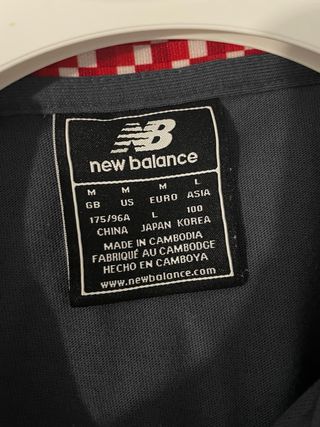 NB
new balance
M M M L
GB US EURO ASIA
175/96A L 100
CHINA JAPAN KOREA
MADE IN CAMBODIA
FABRIQUÉ AU CAMBODGE
HECHO EN CAMBOYA
www.newbalance.com